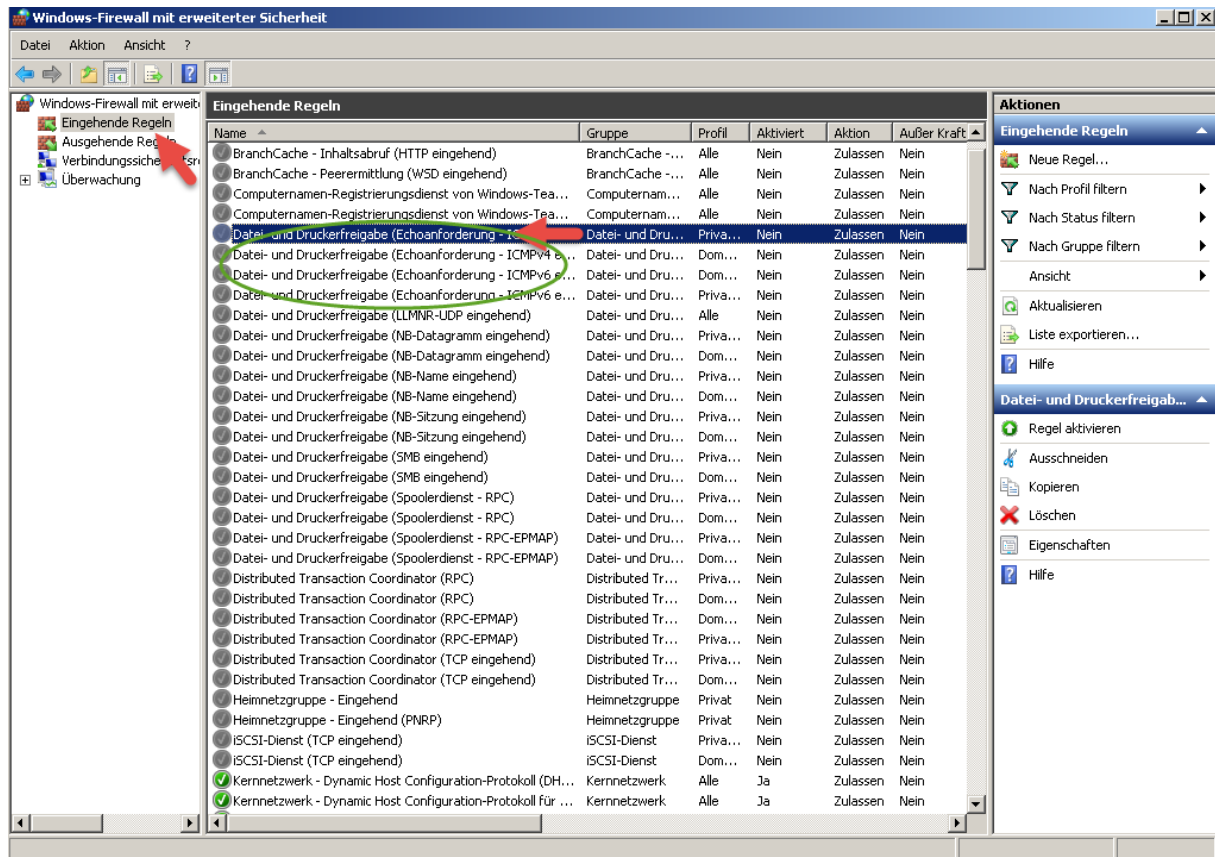 Windows-Firewall mit erweiterter Sicherheit
Datei Aktion Ansicht ?
Windows-Firewall mit erweite
Eingehende Regeln
Ausgehende
Überwachung
Eingehende Regeln
Name Gruppe Profil Aktiviert Aktion Außer Kraft
BranchCache - Inhaltsabruf (HTTP eingehend) BranchCache -... Alle Nein Zulassen Nein
BranchCache - Peerermittlung (WSD eingehend) BranchCache -... Alle Nein Zulassen Nein
Computernamen-Registrierungsdienst von Windows-Tea... Computernam... Alle Nein Zulassen Nein
Computernamen-Registrierungsdienst von Windows-Tea... Computernam... Alle Nein Zulassen Nein
Datei- und Druckerfreigabe (Echoanforderung - Datei- und Dru... Priva... Nein Zulassen Nein
Datei- und Druckerfreigabe (Echoanforderung - ICMPv4 e... Datei- und Dru... Dom... Nein Zulassen Nein
Datei- und Druckerfreigabe (Echoanforderung - ICMPv6 e... Datei- und Dru... Dom... Nein Zulassen Nein
Datei- und Druckerfreigabe (Echoanforderung - ICMPv6 e... Datei- und Dru... Priva... Nein Zulassen Nein
Datei- und Druckerfreigabe (LLMNR-UDP eingehend) Datei- und Dru... Alle Nein Zulassen Nein
Datei- und Druckerfreigabe (NB-Datagramm eingehend) Datei- und Dru... Priva... Nein Zulassen Nein
Datei- und Druckerfreigabe (NB-Datagramm eingehend) Datei- und Dru... Dom... Nein Zulassen Nein
Datei- und Druckerfreigabe (NB-Name eingehend) Datei- und Dru... Priva... Nein Zulassen Nein
Datei- und Druckerfreigabe (NB-Name eingehend) Datei- und Dru... Dom... Nein Zulassen Nein
Datei- und Druckerfreigabe (NB-Sitzung eingehend) Datei- und Dru... Priva... Nein Zulassen Nein
Datei- und Druckerfreigabe (NB-Sitzung eingehend) Datei- und Dru... Dom... Nein Zulassen Nein
Datei- und Druckerfreigabe (SMB eingehend) Datei- und Dru... Priva... Nein Zulassen Nein
Datei- und Druckerfreigabe (SMB eingehend) Datei- und Dru... Dom... Nein Zulassen Nein
Datei- und Druckerfreigabe (Spoolerdienst - RPC) Datei- und Dru... Priva... Nein Zulassen Nein
Datei- und Druckerfreigabe (Spoolerdienst - RPC) Datei- und Dru... Dom... Nein Zulassen Nein
Datei- und Druckerfreigabe (Spoolerdienst - RPC-EPMAP) Datei- und Dru... Priva... Nein Zulassen Nein
Datei- und Druckerfreigabe (Spoolerdienst - RPC-EPMAP) Datei- und Dru... Dom... Nein Zulassen Nein
Distributed Transaction Coordinator (RPC) Distributed Tr... Priva... Nein Zulassen Nein
Distributed Transaction Coordinator (RPC) Distributed Tr... Dom... Nein Zulassen Nein
Distributed Transaction Coordinator (RPC-EPMAP) Distributed Tr... Dom... Nein Zulassen Nein
Distributed Transaction Coordinator (RPC-EPMAP) Distributed Tr... Priva... Nein Zulassen Nein
Distributed Transaction Coordinator (TCP eingehend) Distributed Tr... Priva... Nein Zulassen Nein
Distributed Transaction Coordinator (TCP eingehend) Distributed Tr... Dom... Nein Zulassen Nein
Heimnetzgruppe - Eingehend Heimnetzgruppe Privat Nein Zulassen Nein
Heimnetzgruppe - Eingehend (PNRP) Heimnetzgruppe Privat Nein Zulassen Nein
iSCSI-Dienst (TCP eingehend) iSCSI-Dienst Priva... Nein Zulassen Nein
iSCSI-Dienst (TCP eingehend) iSCSI-Dienst Dom... Nein Zulassen Nein
Kernnetzwerk - Dynamic Host Configuration-Protokoll (DH... Kernnetzwerk Alle Ja Zulassen Nein
Kernnetzwerk - Dynamic Host Configuration-Protokoll für ... Kernnetzwerk Alle Ja Zulassen Nein
Aktionen
Eingehende Regeln
Neue Regel...
Nach Profil filtern
Nach Status filtern
Nach Gruppe filtern
Ansicht
Aktualisieren
Liste exportieren...
Hilfe
Datei- und Druckerfreigab...
Regel aktivieren
Ausschneiden
Kopieren
Löschen
Eigenschaften
Hilfe